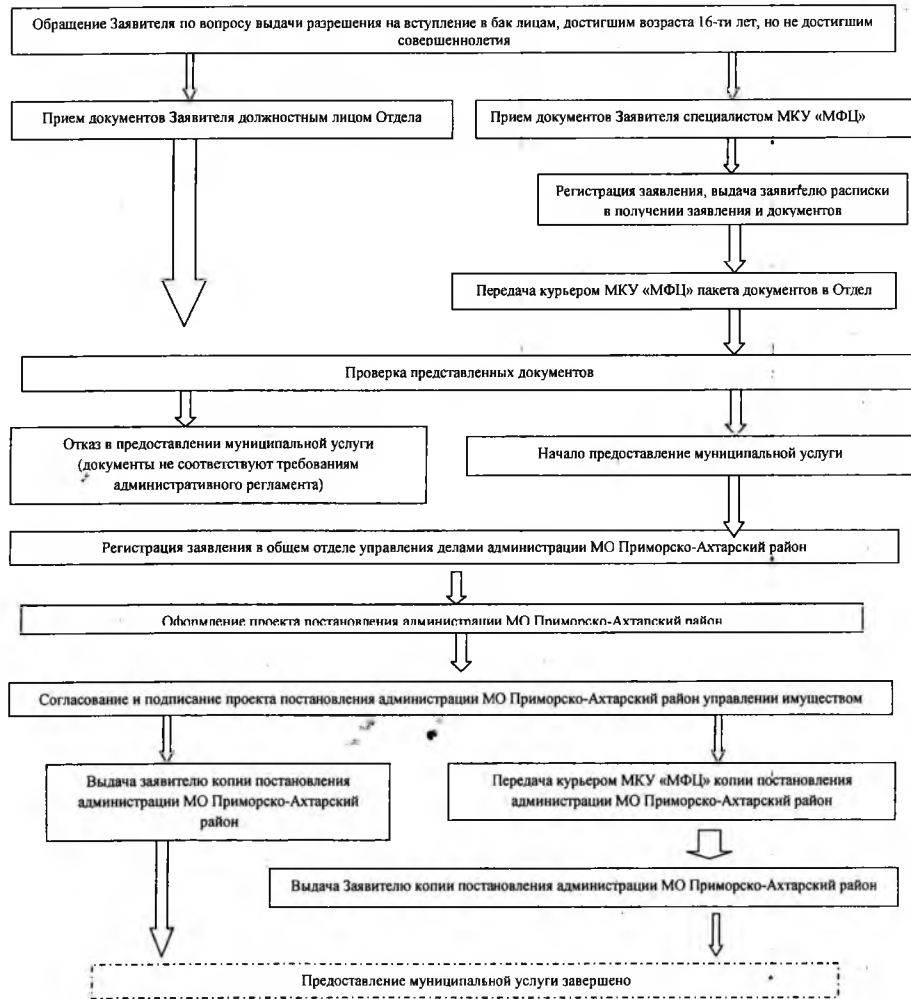 Обращение Заявителя по вопросу выдачи разрешения на вступление в бак лицам, достигшим возраста 16-ти лет, но не достигшим
совершеннолетия
Прием документов Заявителя должностным лицом Отдела
Прием документов Заявителя специалистом МКУ «МФЦ»
Регистрация заявления, выдача заявителю расписки
в получении заявления и документов
Передача курьером МКУ «МФЦ» пакета документов в Отдел
Проверка представленных документов
Отказ в предоставлении муниципальной услуги
(документы не соответствуют требованиям
административного регламента)
Начало предоставление муниципальной услуги
Регистрация заявления в общем отделе управления делами администрации МО Приморско-Ахтарский район
Оформление проекта постановления администрации МО Приморско-Ахтарский район
Согласование и подписание проекта постановления администрации МО Приморско-Ахтарский район управлении имуществом
Выдача заявителю копии постановления
администрации МО Приморско-Ахтарский
район
Передача курьером МКУ «МФЦ» копии постановления
администрации МО Приморско-Ахтарский район
Выдача Заявителю копии постановления администрации МО Приморско-Ахтарский район
Предоставление муниципальной услуги завершено